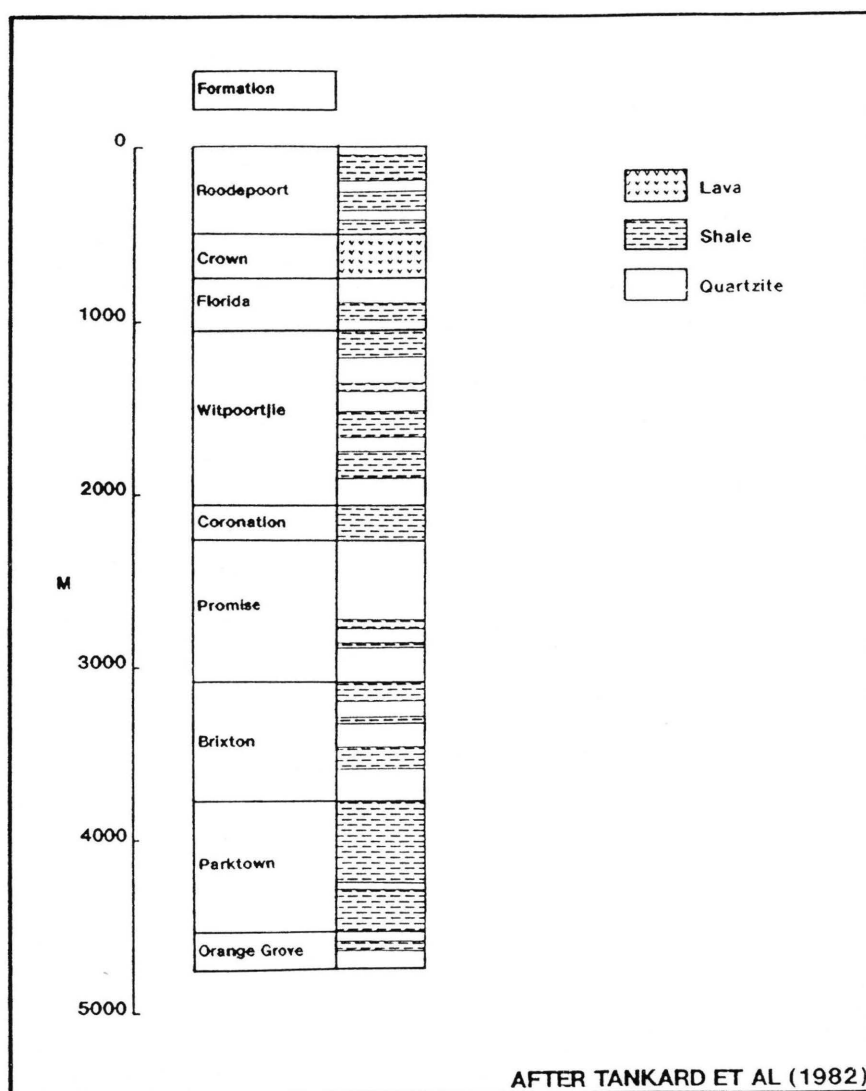 Formation
0
Roodepoort
Lava
Shale
Crown
Quartzite
Florida
1000
Witpoortjie
2000
Coronation
M
Promise
3000
Brixton
4000
Parktown
Orange Grove
5000
AFTER TANKARD ET AL (1982)